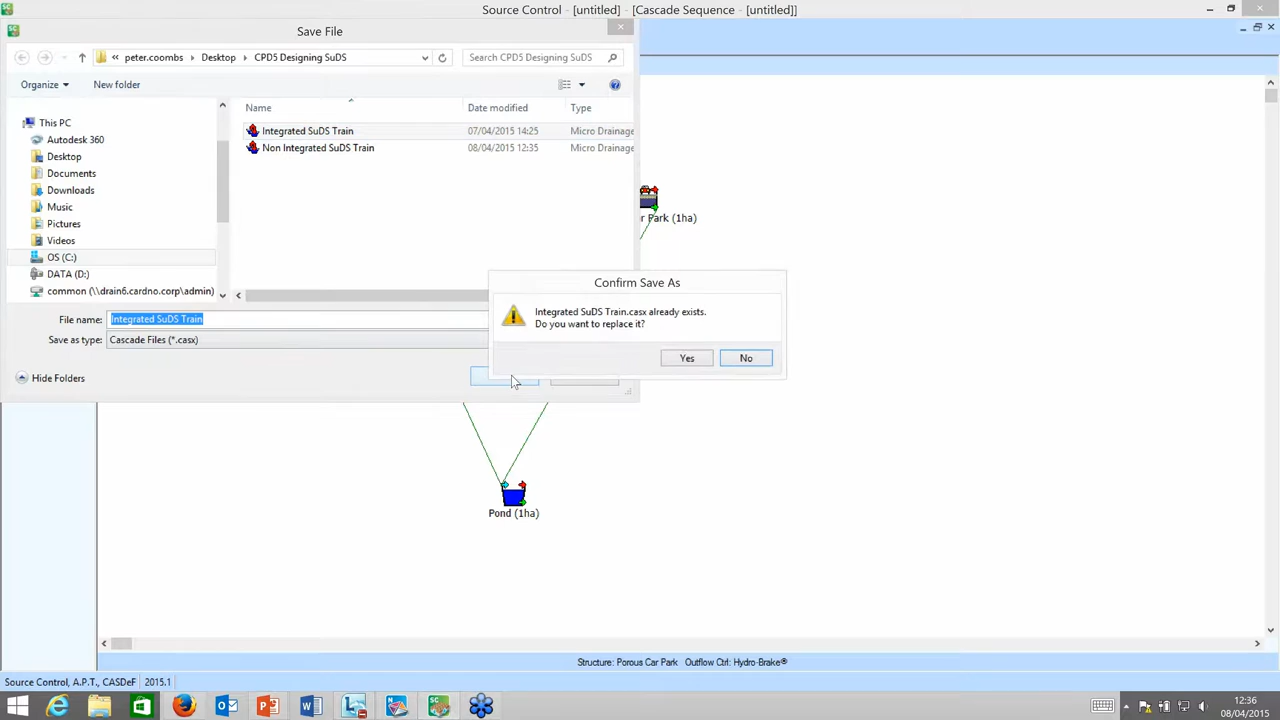 Source Control - [untitled] - [Cascade Sequence - [untitled]]
Save File
« peter.coombs Desktop CPD5 Designing SuDS
Search CPD5 Designing SuDS
Organize
New folder
Name
Date modified
Type
This PC
Autodesk 360
Desktop
Documents
Downloads
Music
Pictures
Videos
OS (C:)
DATA (D:)
common (\\drain6.cardno.corp\admin)
Integrated SuDS Train
07/04/2015 14:25
Micro Drainage
Non Integrated SuDS Train
08/04/2015 12:35
Micro Drainage
File name: Integrated SuDS Train
Save as type: Cascade Files (*.casx)
Hide Folders
Confirm Save As
Integrated SuDS Train.casx already exists.
Do you want to replace it?
Yes
No
r Park (1ha)
Pond (1ha)
Structure: Porous Car Park Outflow Ctrl: Hydro-Brake®
Source Control, A.P.T., CASDeF 2015.1
12:36
08/04/2015